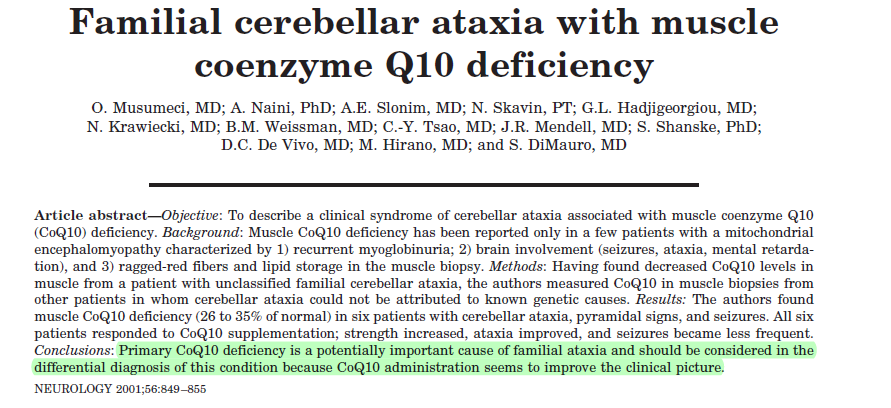 Familial cerebellar ataxia with muscle
coenzyme Q10 deficiency
O. Musumeci, MD; A. Naini, PhD; A.E. Slonim, MD; N. Skavin, PT; G.L. Hadjigeorgiou, MD;
N. Krawiecki, MD; B.M. Weissman, MD; C.-Y. Tsao, MD; J.R. Mendell, MD; S. Shanske, PhD;
D.C. De Vivo, MD; M. Hirano, MD; and S. DiMauro, MD
Article abstract—Objective: To describe a clinical syndrome of cerebellar ataxia associated with muscle coenzyme Q10
(CoQ10) deficiency. Background: Muscle CoQ10 deficiency has been reported only in a few patients with a mitochondrial
encephalomyopathy characterized by 1) recurrent myoglobinuria; 2) brain involvement (seizures, ataxia, mental retarda-
tion), and 3) ragged-red fibers and lipid storage in the muscle biopsy. Methods: Having found decreased CoQ10 levels in
muscle from a patient with unclassified familial cerebellar ataxia, the authors measured CoQ10 in muscle biopsies from
other patients in whom cerebellar ataxia could not be attributed to known genetic causes. Results: The authors found
muscle CoQ10 deficiency (26 to 35% of normal) in six patients with cerebellar ataxia, pyramidal signs, and seizures. All six
patients responded to CoQ10 supplementation; strength increased, ataxia improved, and seizures became less frequent.
Conclusions: Primary CoQ10 deficiency is a potentially important cause of familial ataxia and should be considered in the
differential diagnosis of this condition because CoQ10 administration seems to improve the clinical picture.
NEUROLOGY 2001;56:849–855